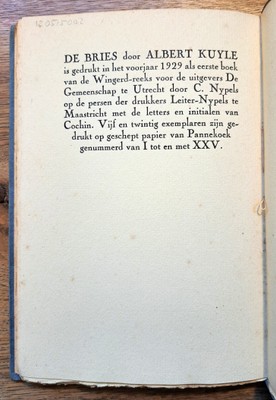 DE BRIES door ALBERT KUYLE
is gedrukt in het voorjaar 1929 als eerste boek
van de Wingerd-reeks voor de uitgevers De
Gemeenschap te Utrecht door C. Nypels
op de persen der drukkers Leiter-Nypels te
Maastricht met de letters en initialen van
Cochin. Vijf en twintig exemplaren zijn ge-
drukt op geschept papier van Pannekoek
genummerd van I tot en met XXV.